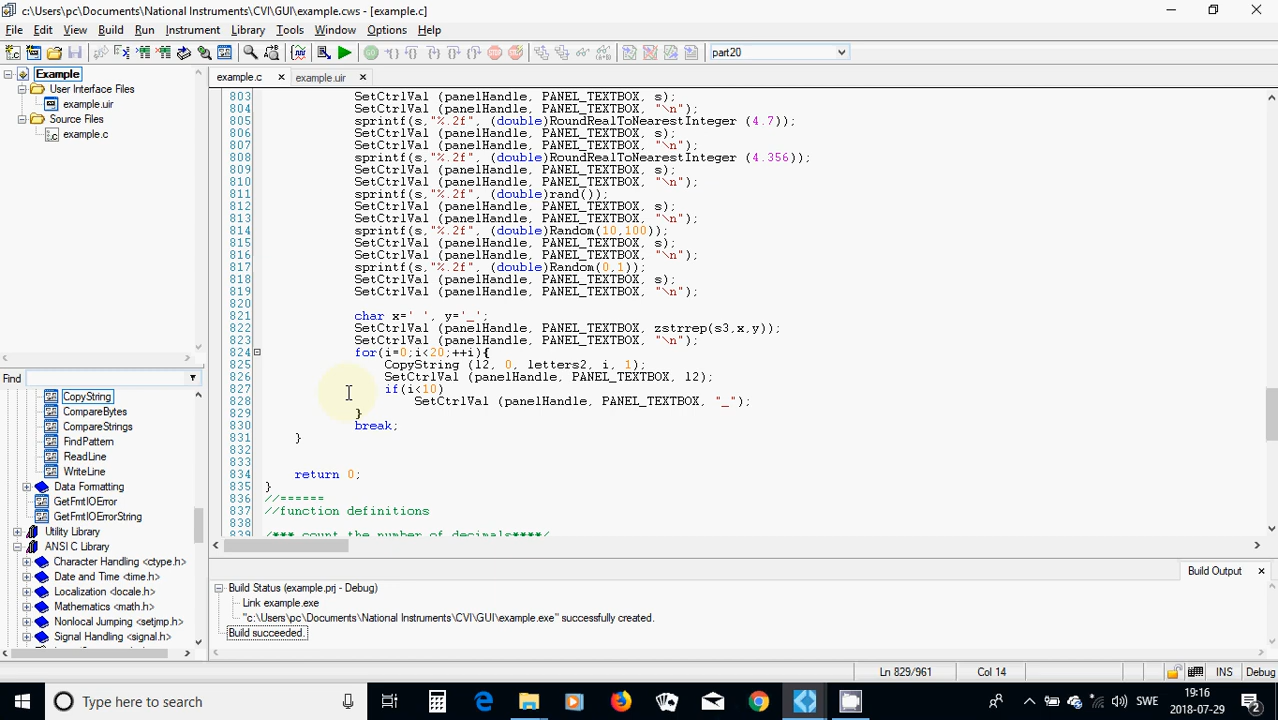 c:\Users\pc\Documents\National Instruments\CVI\GUI\example.cws - [example.c]
File Edit View Build Run Instrument Library Tools Window Options Help
part20
Example
User Interface Files
example.uir
Source Files
example.c
Find
CopyString
CompareBytes
CompareStrings
FindPattern
ReadLine
WriteLine
Data Formatting
GetFmtIOError
GetFmtIOErrorString
Utility Library
ANSI C Library
Character Handling <ctype.h>
Date and Time <time.h>
Localization <locale.h>
Mathematics <math.h>
Nonlocal Jumping <setjmp.h>
Signal Handling <signal.h>
example.c example.uir
803 SetCtrlVal (panelHandle, PANEL_TEXTBOX, s);
804 SetCtrlVal (panelHandle, PANEL_TEXTBOX, "\n");
805 sprintf(s,"%.2f", (double)RoundRealToNearestInteger (4.7));
806 SetCtrlVal (panelHandle, PANEL_TEXTBOX, s);
807 SetCtrlVal (panelHandle, PANEL_TEXTBOX, "\n");
808 sprintf(s,"%.2f", (double)RoundRealToNearestInteger (4.356));
809 SetCtrlVal (panelHandle, PANEL_TEXTBOX, s);
810 SetCtrlVal (panelHandle, PANEL_TEXTBOX, "\n");
811 sprintf(s,"%.2f", (double)rand());
812 SetCtrlVal (panelHandle, PANEL_TEXTBOX, s);
813 SetCtrlVal (panelHandle, PANEL_TEXTBOX, "\n");
814 sprintf(s,"%.2f", (double)Random(10,100));
815 SetCtrlVal (panelHandle, PANEL_TEXTBOX, s);
816 SetCtrlVal (panelHandle, PANEL_TEXTBOX, "\n");
817 sprintf(s,"%.2f", (double)Random(0,1));
818 SetCtrlVal (panelHandle, PANEL_TEXTBOX, s);
819 SetCtrlVal (panelHandle, PANEL_TEXTBOX, "\n");
820
821 char x=' ', y='_';
822 SetCtrlVal (panelHandle, PANEL_TEXTBOX, zstrrep(s3,x,y));
823 SetCtrlVal (panelHandle, PANEL_TEXTBOX, "\n");
824 for(i=0;i<20;++i){
825 CopyString (l2, 0, letters2, i, 1);
826 SetCtrlVal (panelHandle, PANEL_TEXTBOX, l2);
827 if(i<10)
828 SetCtrlVal (panelHandle, PANEL_TEXTBOX, "_");
829 }
830 break;
831 }
832
833
834 return 0;
835 }
836 //======
837 //function definitions
838
839 /*** count the number of decimals****/
Build Output
Build Status (example.prj - Debug)
Link example.exe
"c:\Users\pc\Documents\National Instruments\CVI\GUI\example.exe" successfully created.
Build succeeded.
Ln 829/961 Col 14 INS Debug
Type here to search
SWE
19:16
2018-07-29
2